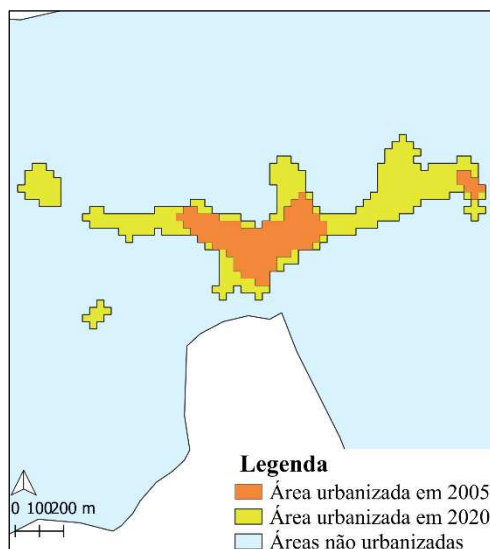 Legenda
0 100200 m
Área urbanizada em 2005
Área urbanizada em 2020
Áreas não urbanizadas